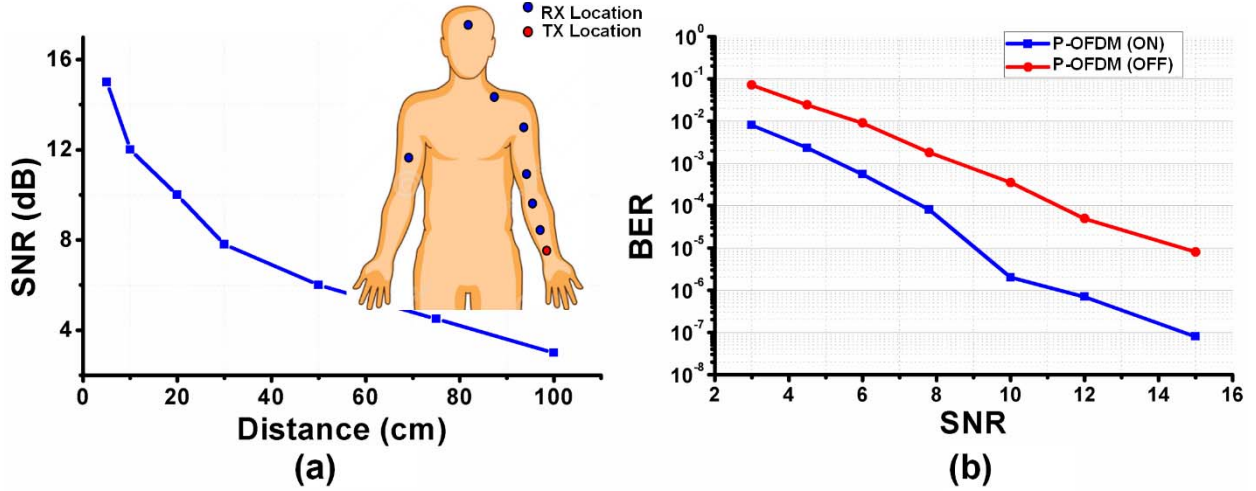 RX Location
TX Location
16
12
8
4
SNR (dB)
0 20 40 60 80 100
Distance (cm)
(a)
P-OFDM (ON)
P-OFDM (OFF)
10^0
10^-1
10^-2
10^-3
10^-4
10^-5
10^-6
10^-7
10^-8
BER
2 4 6 8 10 12 14 16
SNR
(b)